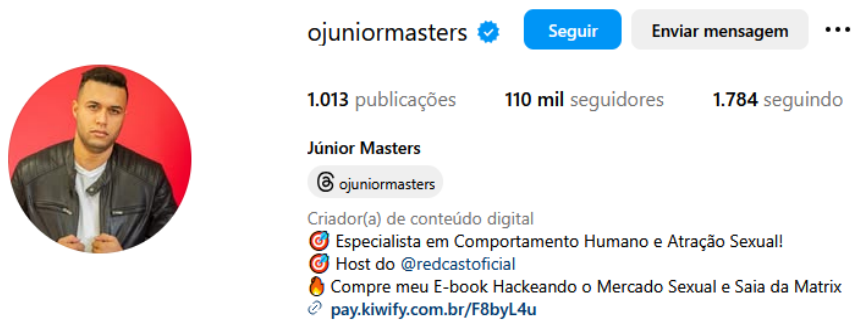 ojuniormasters
Seguir
Enviar mensagem
1.013 publicações
110 mil seguidores
1.784 seguindo
Júnior Masters
ojuniormasters
Criador(a) de conteúdo digital
🎯 Especialista em Comportamento Humano e Atração Sexual!
🎯 Host do @redcastoficial
🔥 Compre meu E-book Hackeando o Mercado Sexual e Saia da Matrix
pay.kiwify.com.br/F8byL4u